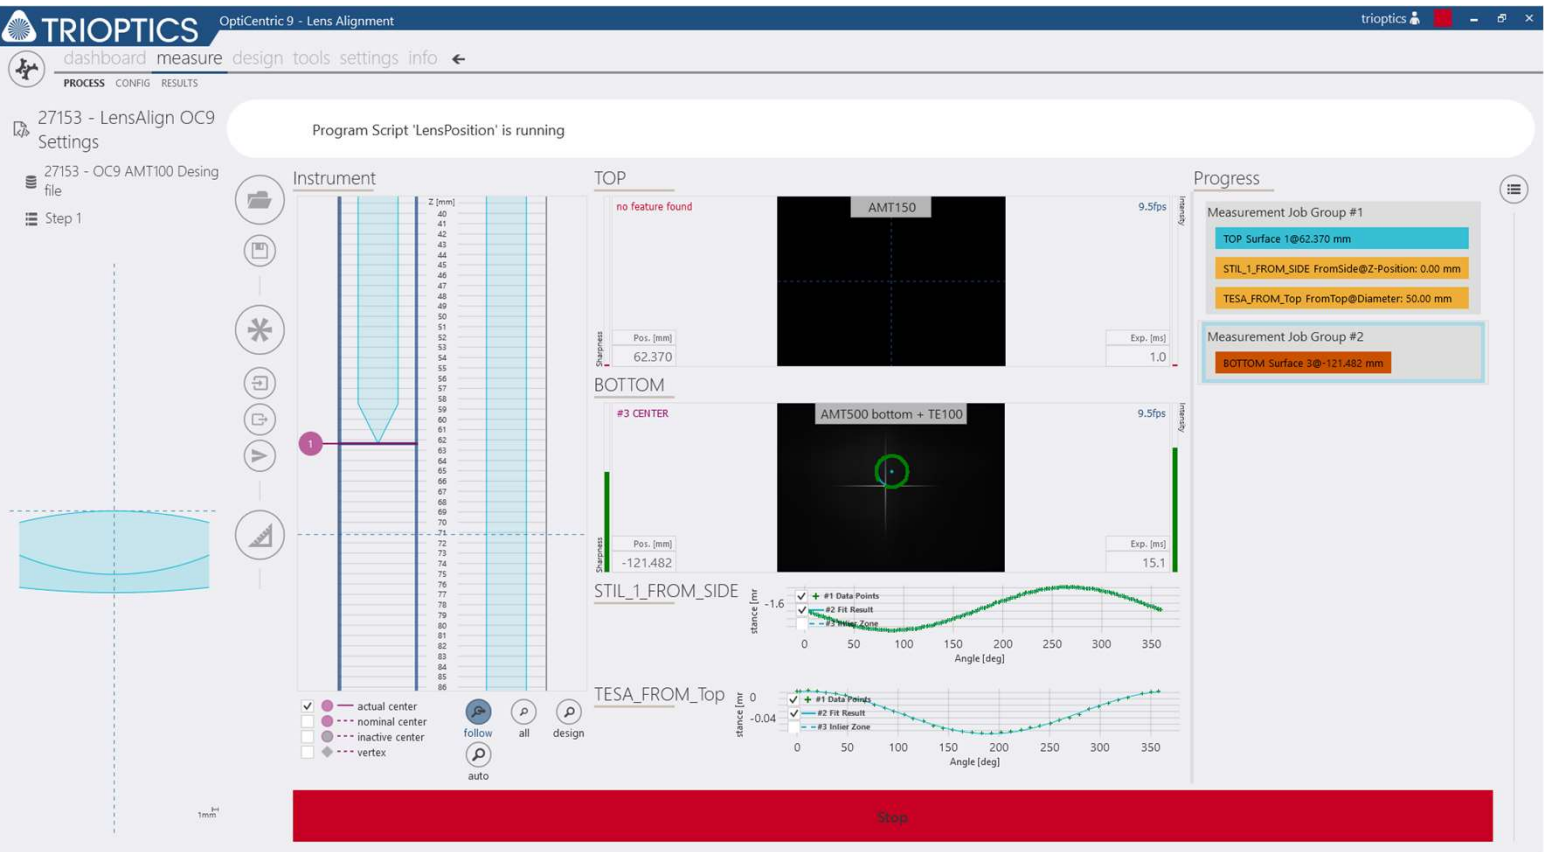 TRIOPTICS
OptiCentric 9 - Lens Alignment
trioptics
dashboard measure design tools settings info
PROCESS CONFIG RESULTS
27153 - LensAlign OC9
Settings
27153 - OC9 AMT100 Desing
file
Step 1
1mm
Program Script 'LensPosition' is running
Instrument
Z [mm]
40
41
42
43
44
45
46
47
48
49
50
51
52
53
54
55
56
57
58
59
60
61
62
63
64
65
66
67
68
69
70
71
72
73
74
75
76
77
78
79
80
81
82
83
84
85
86
1
actual center
nominal center
inactive center
vertex
follow
all
design
auto
TOP
no feature found
AMT150
9.5fps
Intensity
Sharpness
Pos. [mm]
62.370
Exp. [ms]
1.0
BOTTOM
#3 CENTER
AMT500 bottom + TE100
9.5fps
Intensity
Sharpness
Pos. [mm]
-121.482
Exp. [ms]
15.1
STIL_1_FROM_SIDE
stance [mr
-1.6
#1 Data Points
#2 Fit Result
#3 Inlier Zone
0 50 100 150 200 250 300 350
Angle [deg]
TESA_FROM_Top
stance [mr
0
-0.04
#1 Data Points
#2 Fit Result
#3 Inlier Zone
0 50 100 150 200 250 300 350
Angle [deg]
Progress
Measurement Job Group #1
TOP Surface 1@62.370 mm
STIL_1_FROM_SIDE FromSide@Z-Position: 0.00 mm
TESA_FROM_Top FromTop@Diameter: 50.00 mm
Measurement Job Group #2
BOTTOM Surface 3@-121.482 mm
Stop